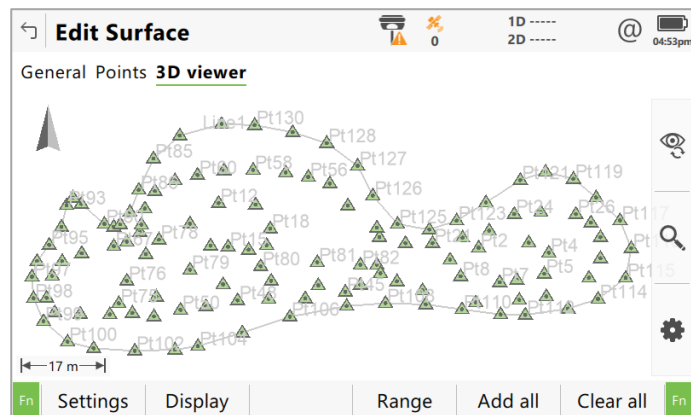 Edit Surface
0
1D -----
2D -----
@
04:53pm
General Points 3D viewer
Line1 Pt130
Pt128
Pt85
Pt127
Pt58
Pt56
Pt121 Pt119
Pt126
Pt93
Pt12
Pt123
Pt24
Pt26
Pt125
Pt18
Pt95
Pt78
Pt15
Pt2
Pt4
Pt79
Pt80
Pt81
Pt82
Pt76
Pt8
Pt7
Pt5
Pt115
Pt97
Pt98
Pt114
Pt106
Pt110
Pt100
Pt102
Pt104
17 m
Fn Settings Display Range Add all Clear all Fn